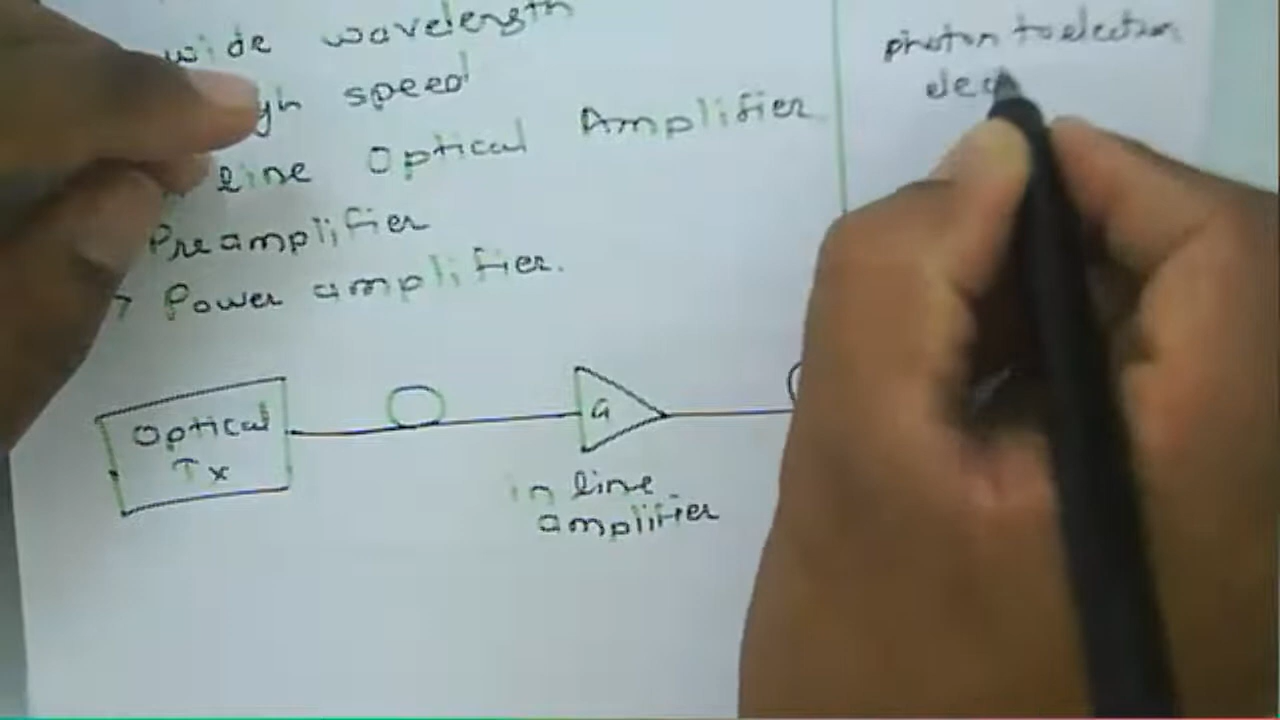 wide wavelength
speed
line Optical Amplifier
Preamplifier
> Power amplifier.
photon to electron
Optical
Tx
G
in line
amplifier